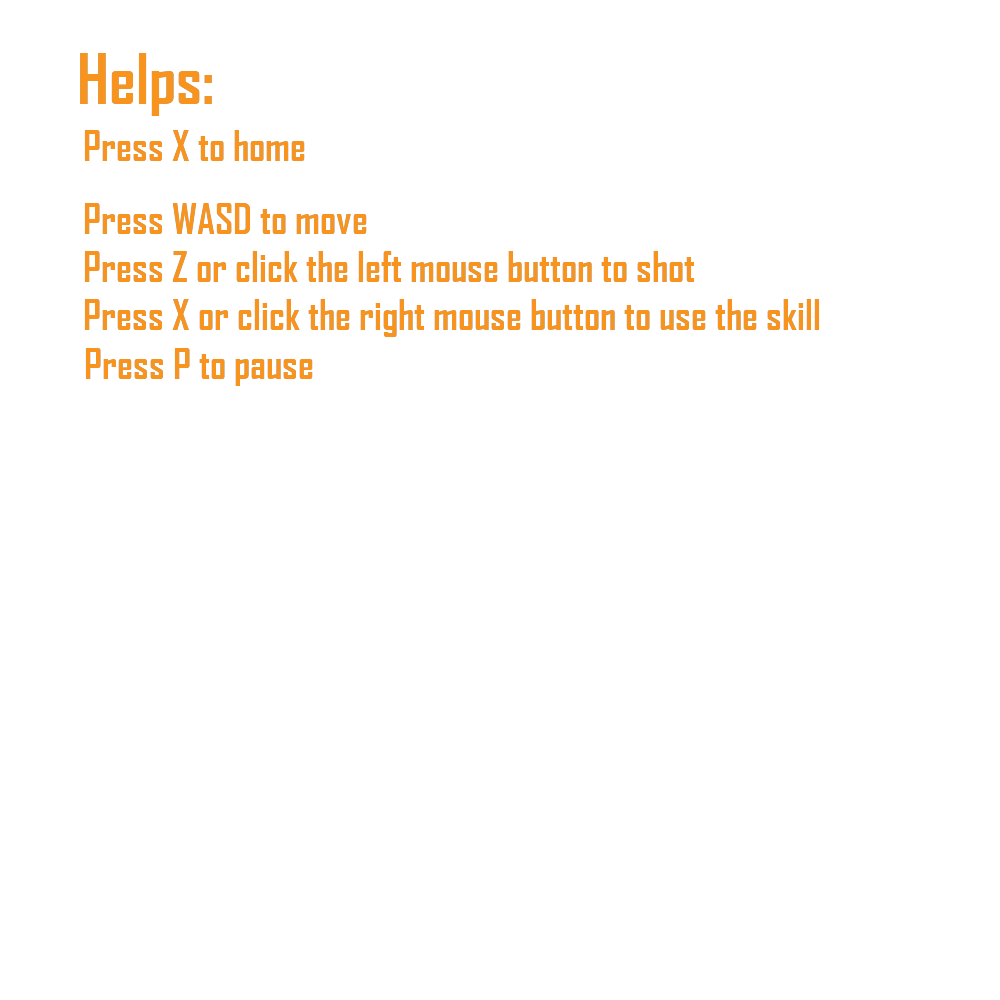 Helps:
Press X to home
Press WASD to move
Press Z or click the left mouse button to shot
Press X or click the right mouse button to use the skill
Press P to pause